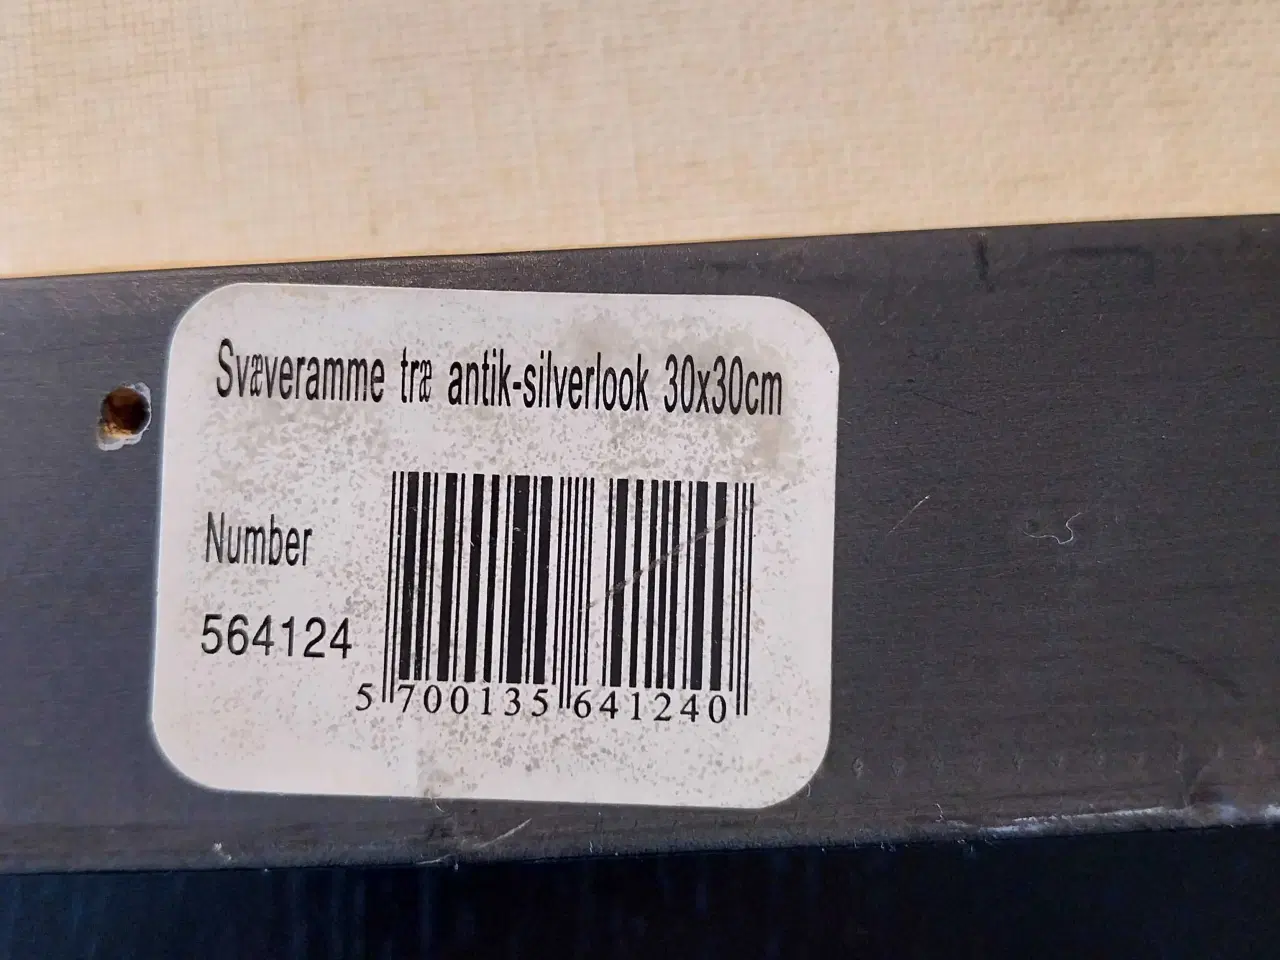 Svæveramme træ antik-silverlook 30x30cm
Number
564124
5 700135 641240